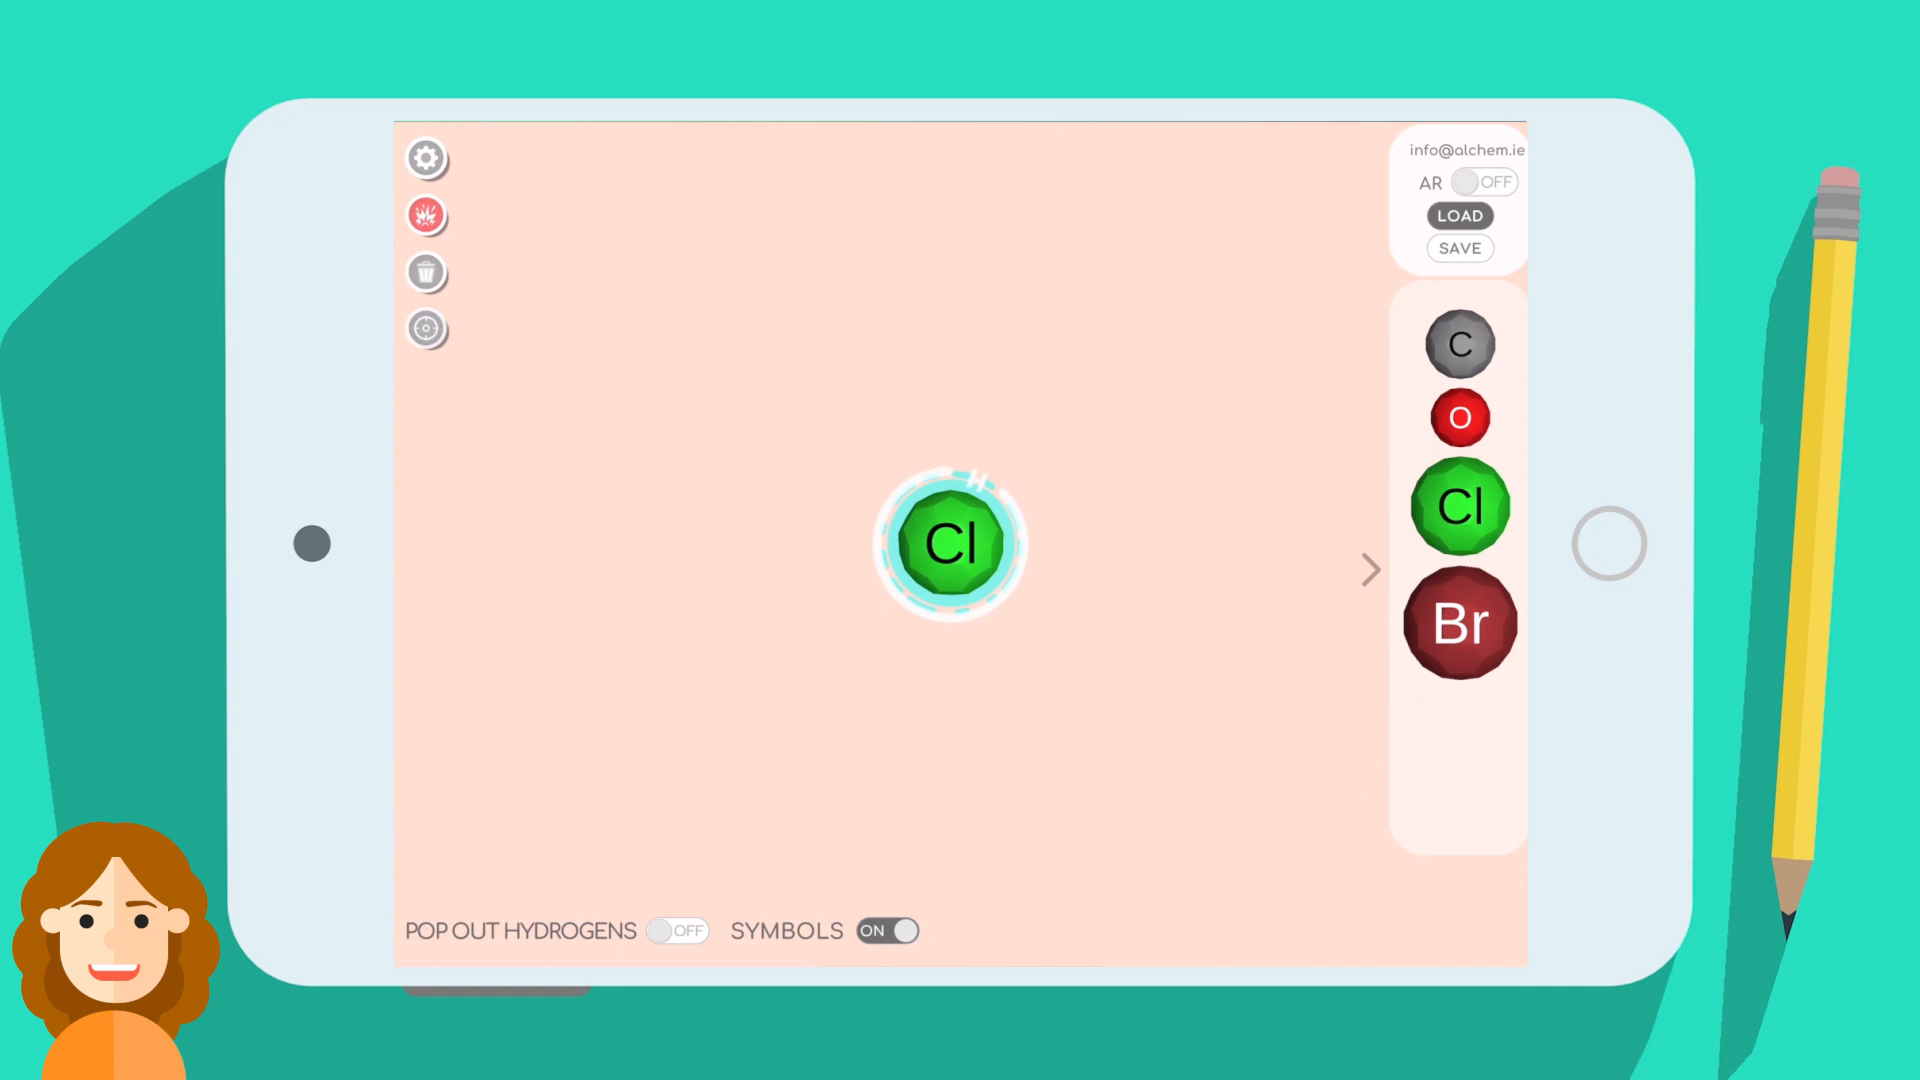 info@alchem.ie
AR OFF
LOAD
SAVE
C
O
Cl
Br
H
Cl
POP OUT HYDROGENS OFF SYMBOLS ON